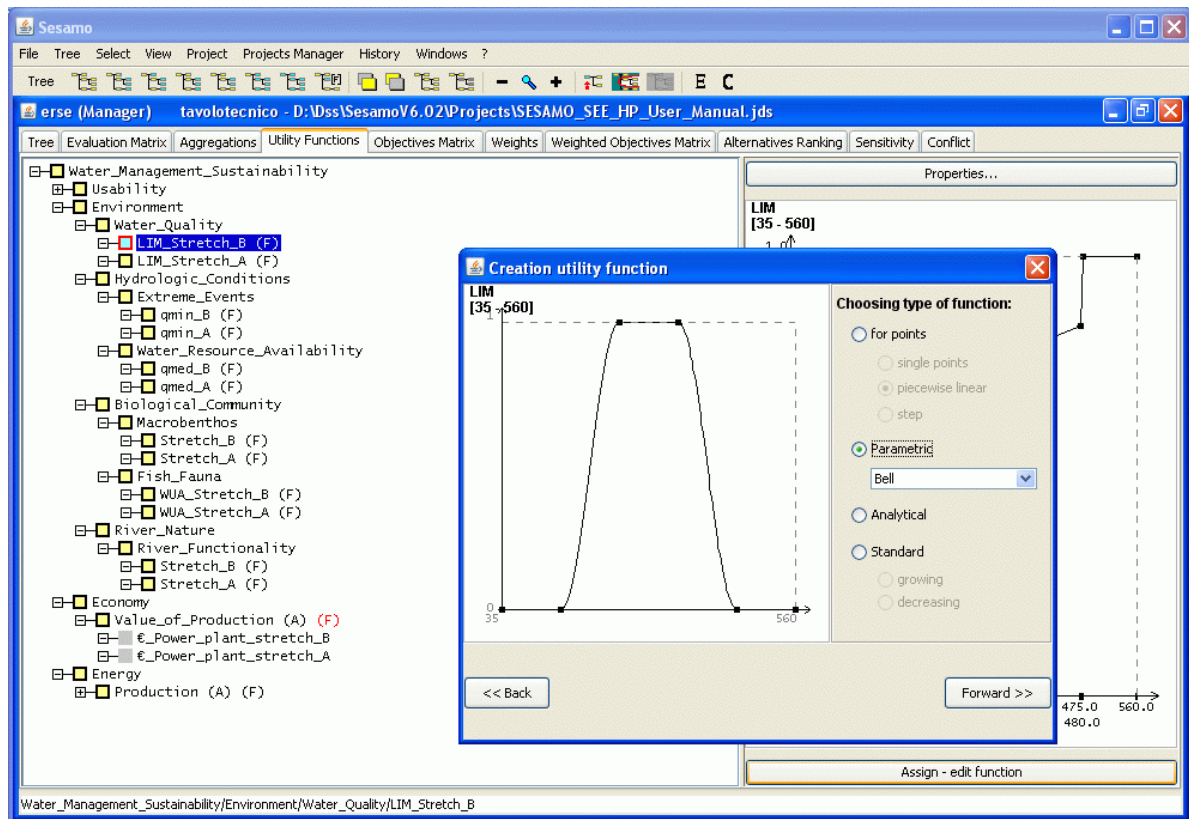 Sesamo
File Tree Select View Project Projects Manager History Windows ?
Tree E C
erse (Manager) tavolotecnico - D:\Dss\SesamoV6.02\Projects\SESAMO_SEE_HP_User_Manual.jds
Tree Evaluation Matrix Aggregations Utility Functions Objectives Matrix Weights Weighted Objectives Matrix Alternatives Ranking Sensitivity Conflict
Water_Management_Sustainability
Usability
Environment
Water_Quality
LIM_Stretch_B (F)
LIM_Stretch_A (F)
Hydrologic_Conditions
Extreme_Events
qmin_B (F)
qmin_A (F)
Water_Resource_Availability
qmed_B (F)
qmed_A (F)
Biological_Community
Macrobenthos
Stretch_B (F)
Stretch_A (F)
Fish_Fauna
WUA_Stretch_B (F)
WUA_Stretch_A (F)
River_Nature
River_Functionality
Stretch_B (F)
Stretch_A (F)
Economy
Value_of_Production (A) (F)
€_Power_plant_stretch_B
€_Power_plant_stretch_A
Energy
Production (A) (F)
Properties...
LIM
[35 - 560]
1.0
475.0 560.0
480.0
Assign - edit function
Creation utility function
LIM
[35 - 560]
1
0
35 560
Choosing type of function:
for points
single points
piecewise linear
step
Parametric
Bell
Analytical
Standard
growing
decreasing
<< Back Forward >>
Water_Management_Sustainability/Environment/Water_Quality/LIM_Stretch_B